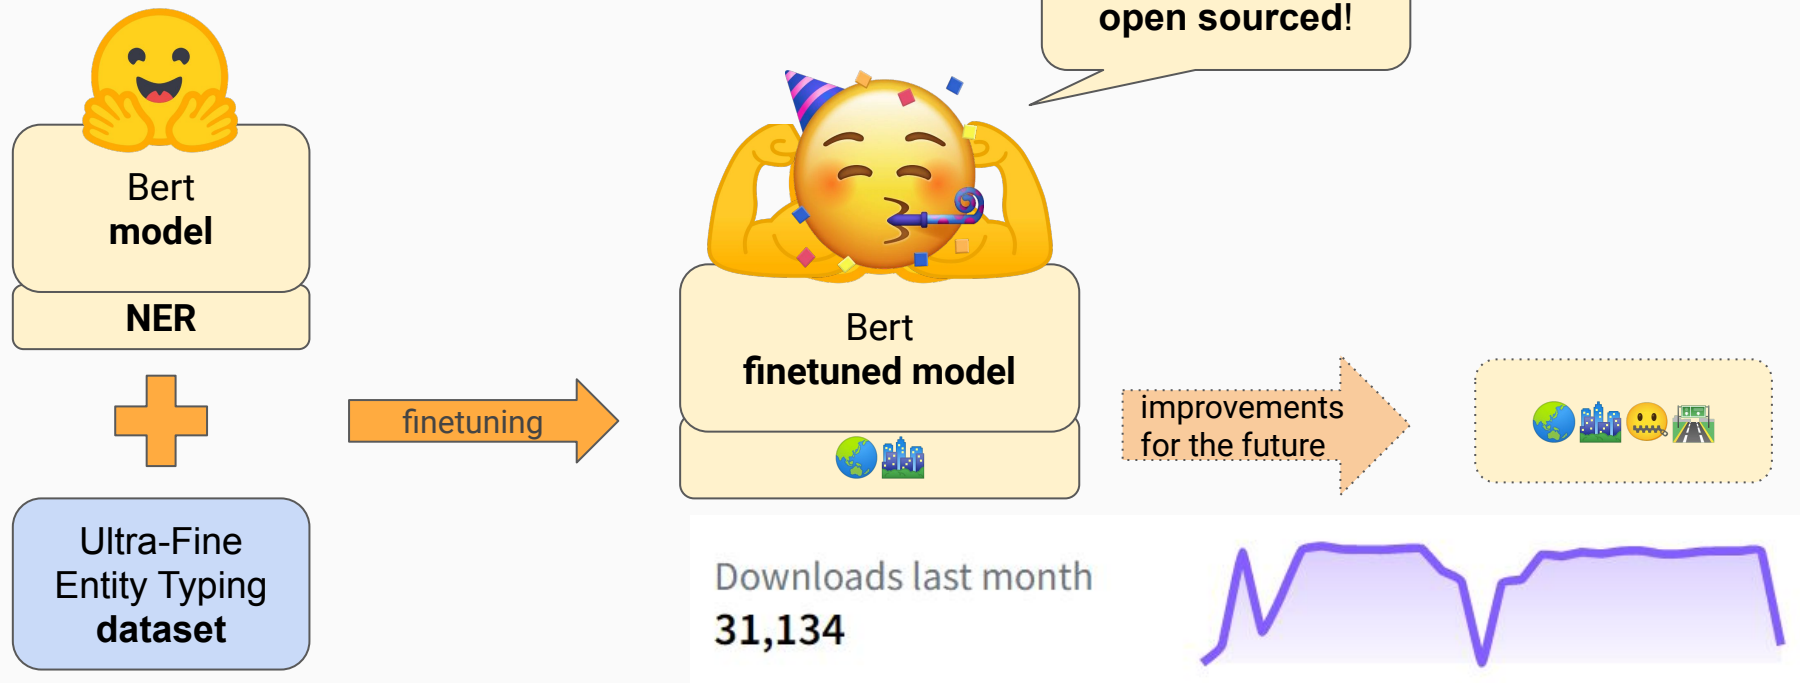 open sourced!
Bert
model
NER
Ultra-Fine
Entity Typing
dataset
finetuning
Bert
finetuned model
improvements
for the future
Downloads last month
31,134